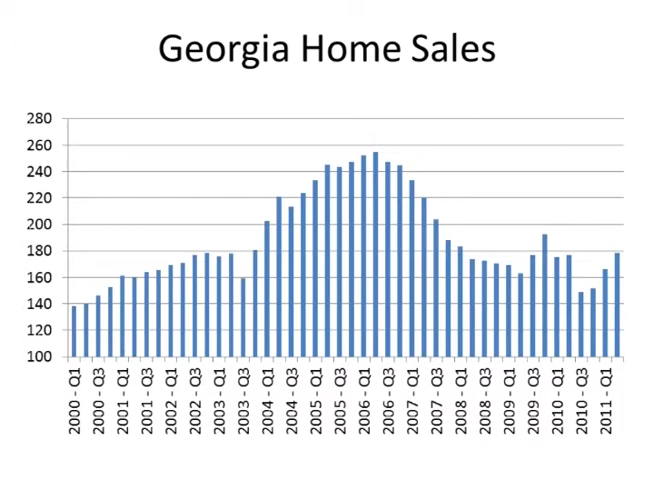 Georgia Home Sales
280
260
240
220
200
180
160
140
120
100
2000 - Q1
2000 - Q3
2001 - Q1
2001 - Q3
2002 - Q1
2002 - Q3
2003 - Q1
2003 - Q3
2004 - Q1
2004 - Q3
2005 - Q1
2005 - Q3
2006 - Q1
2006 - Q3
2007 - Q1
2007 - Q3
2008 - Q1
2008 - Q3
2009 - Q1
2009 - Q3
2010 - Q1
2010 - Q3
2011 - Q1